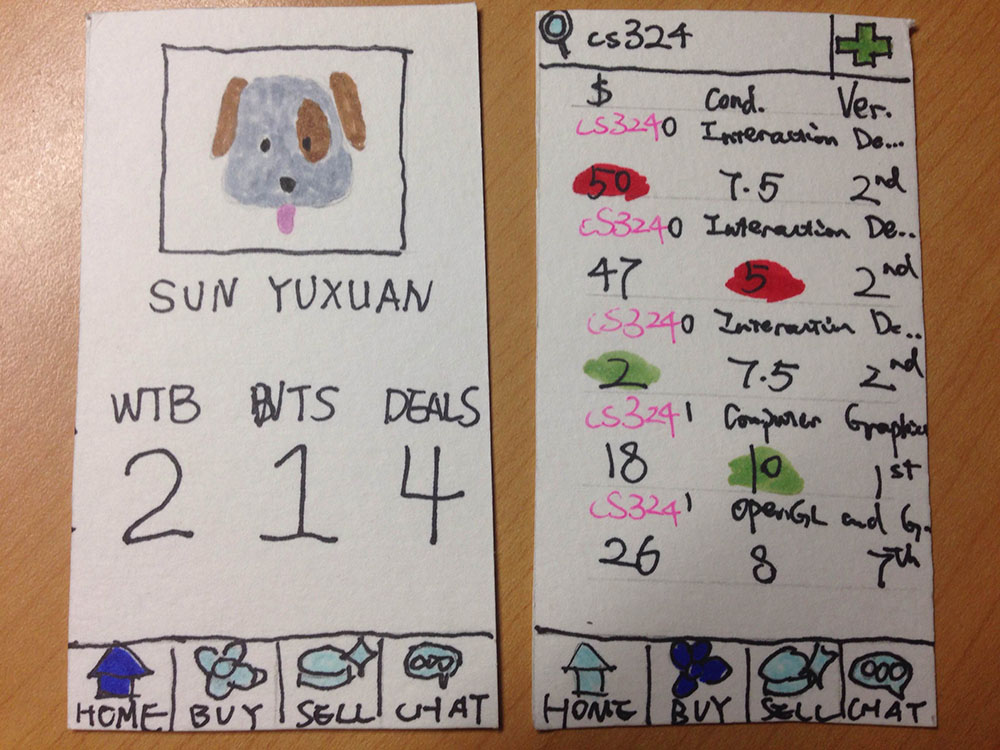 SUN YUXUAN
WTB WTS DEALS
2 1 4
HOME BUY SELL CHAT
cs324
$ Cond. Ver.
CS3240 Interaction De...
50 7.5 2nd
CS3240 Interaction De..
47 5 2nd
CS3240 Interaction De..
2 7.5 2nd
CS3241 Computer Graphics
18 10 1st
CS3241 OpenGL and G.
26 8 7th
HOME BUY SELL CHAT